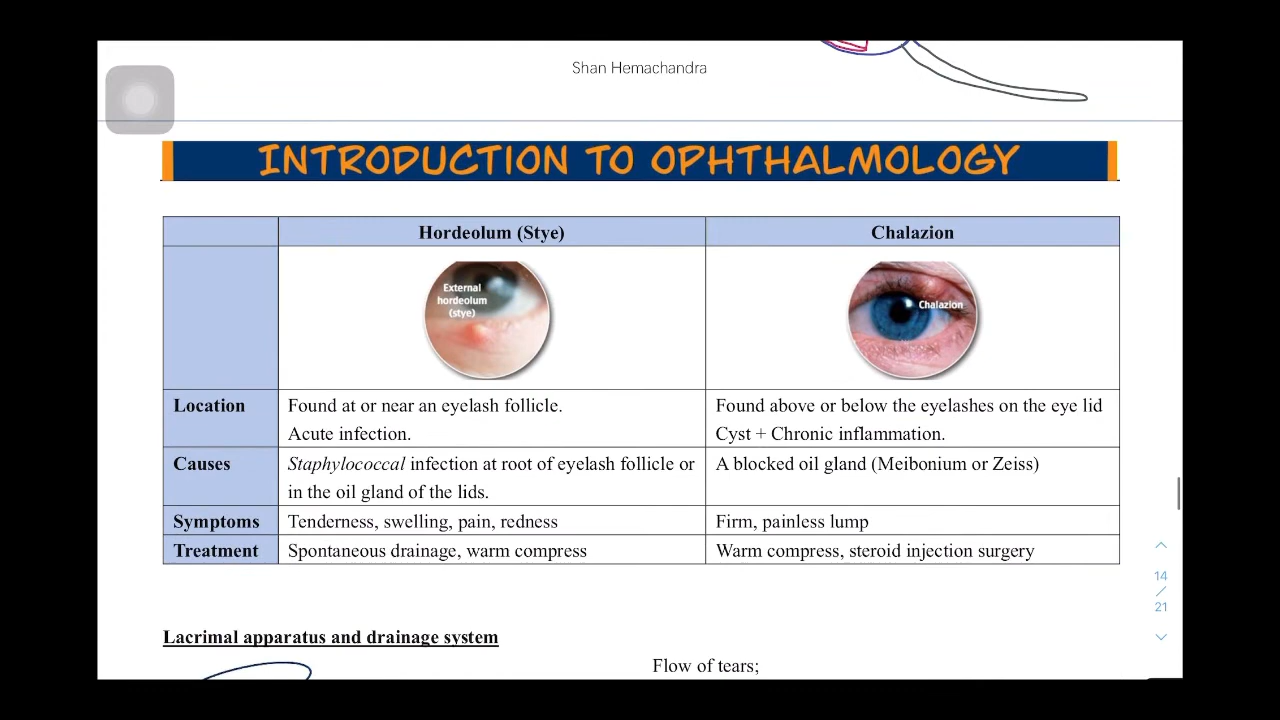 Shan Hemachandra
INTRODUCTION TO OPHTHALMOLOGY
Hordeolum (Stye)
Chalazion
External
hordeolum
(stye)
Chalazion
Location
Found at or near an eyelash follicle.
Acute infection.
Found above or below the eyelashes on the eye lid
Cyst + Chronic inflammation.
Causes
Staphylococcal infection at root of eyelash follicle or
in the oil gland of the lids.
A blocked oil gland (Meibonium or Zeiss)
Symptoms
Tenderness, swelling, pain, redness
Firm, painless lump
Treatment
Spontaneous drainage, warm compress
Warm compress, steroid injection surgery
14
/
21
Lacrimal apparatus and drainage system
Flow of tears;